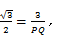 √3/2 = 3/PQ ,